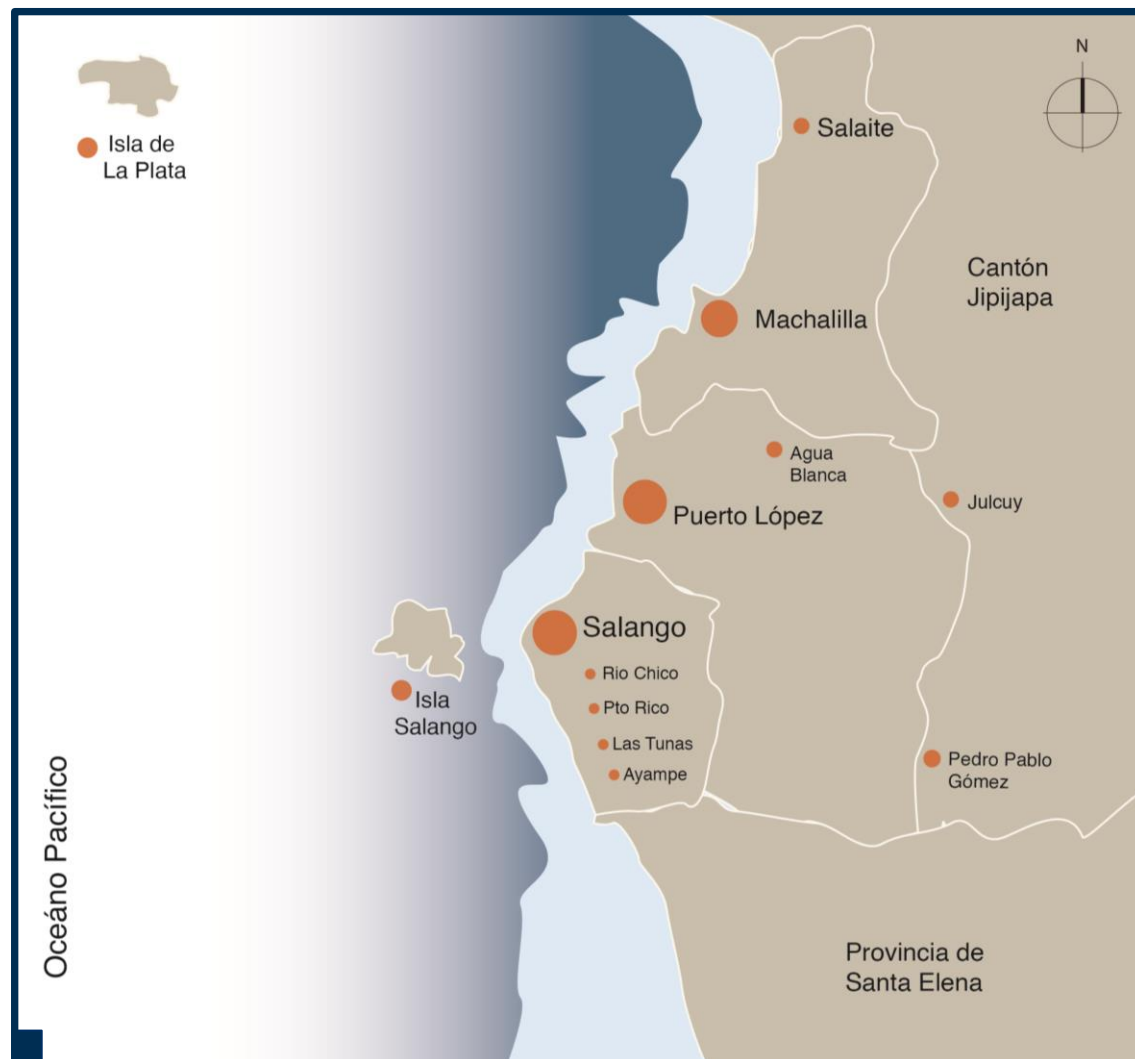 N
Isla de
La Plata
Salaite
Cantón
Jipijapa
Machalilla
Agua
Blanca
Julcuy
Puerto López
Salango
Rio Chico
Isla
Salango
Pto Rico
Las Tunas
Ayampe
Pedro Pablo
Gómez
Oceáno Pacífico
Provincia de
Santa Elena